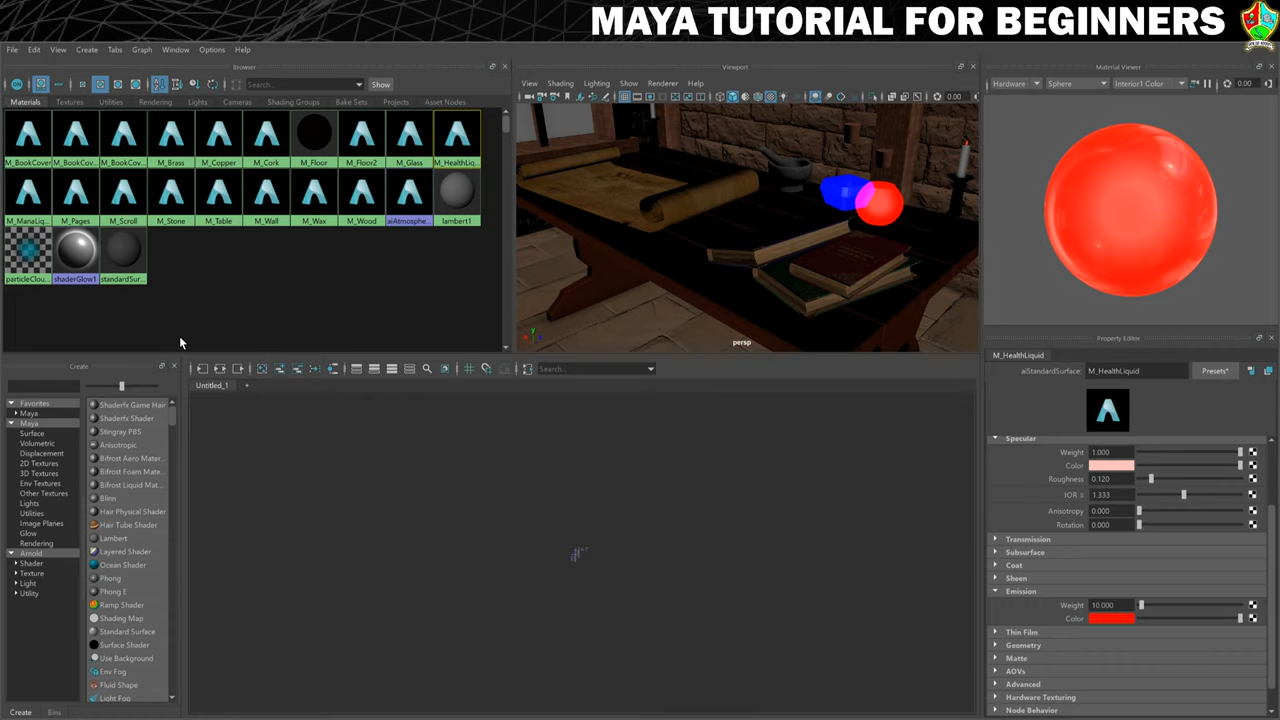 MAYA TUTORIAL FOR BEGINNERS
File Edit View Create Tabs Graph Window Options Help
Browser
Search...
Show
Materials Textures Utilities Rendering Lights Cameras Shading Groups Bake Sets Projects Asset Nodes
M_BookCover M_BookCov... M_BookCov... M_Brass M_Copper M_Cork M_Floor M_Floor2 M_Glass M_HealthLiq...
M_ManaLiq... M_Pages M_Scroll M_Stone M_Table M_Wall M_Wax M_Wood aiAtmosphe... lambert1
particleClou... shaderGlow1 standardSur...
Viewport
View Shading Lighting Show Renderer Panels Help
0.00
persp
Material Viewer
Hardware Sphere Interior1 Color 0.00
Create
Favorites
Maya
Maya
Surface
Volumetric
Displacement
2D Textures
3D Textures
Env Textures
Other Textures
Lights
Utilities
Image Planes
Glow
Rendering
Arnold
Shader
Texture
Light
Utility
Shaderfx Game Hair
Shaderfx Shader
Stingray PBS
Anisotropic
Bifrost Aero Mater...
Bifrost Foam Mate...
Bifrost Liquid Mat...
Blinn
Hair Physical Shader
Hair Tube Shader
Lambert
Layered Shader
Ocean Shader
Phong
Phong E
Ramp Shader
Shading Map
Standard Surface
Surface Shader
Use Background
Env Fog
Fluid Shape
Light Fog
Create Bins
Search...
Untitled_1 +
Property Editor
M_HealthLiquid
aiStandardSurface: M_HealthLiquid Presets*
Specular
Weight 1.000
Color
Roughness 0.120
IOR 1.333
Anisotropy 0.000
Rotation 0.000
Transmission
Subsurface
Coat
Sheen
Emission
Weight 10.000
Color
Thin Film
Geometry
Matte
AOVs
Advanced
Hardware Texturing
Node Behavior